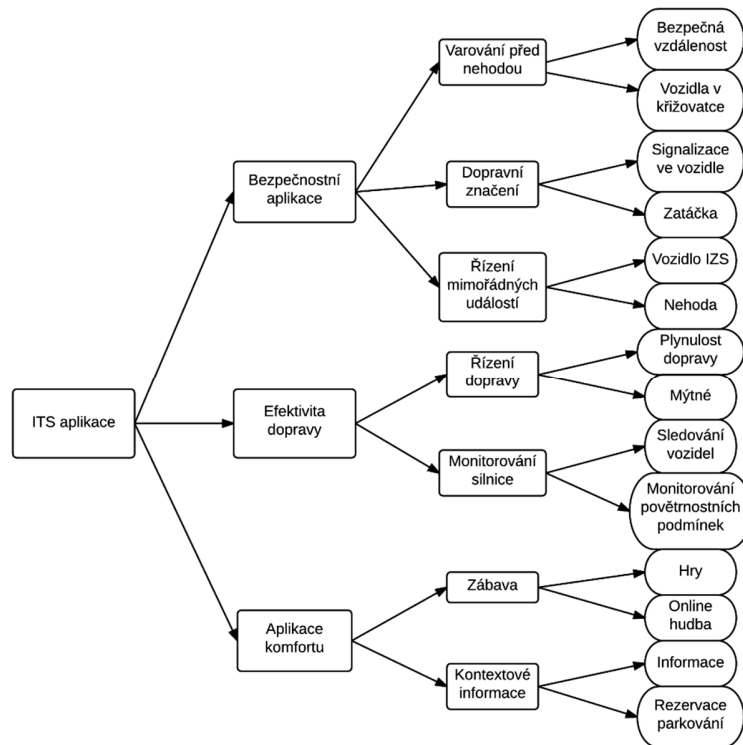 ITS aplikace
Bezpečnostní
aplikace
Varování před
nehodou
Bezpečná
vzdálenost
Vozidla v
křižovatce
Dopravní
značení
Signalizace
ve vozidle
Zatáčka
Řízení
mimořádných
událostí
Vozidlo IZS
Nehoda
Efektivita
dopravy
Řízení
dopravy
Plynulost
dopravy
Mýtné
Monitorování
silnice
Sledování
vozidel
Monitorování
povětrnostních
podmínek
Aplikace
komfortu
Zábava
Hry
Online
hudba
Kontextové
informace
Informace
Rezervace
parkování